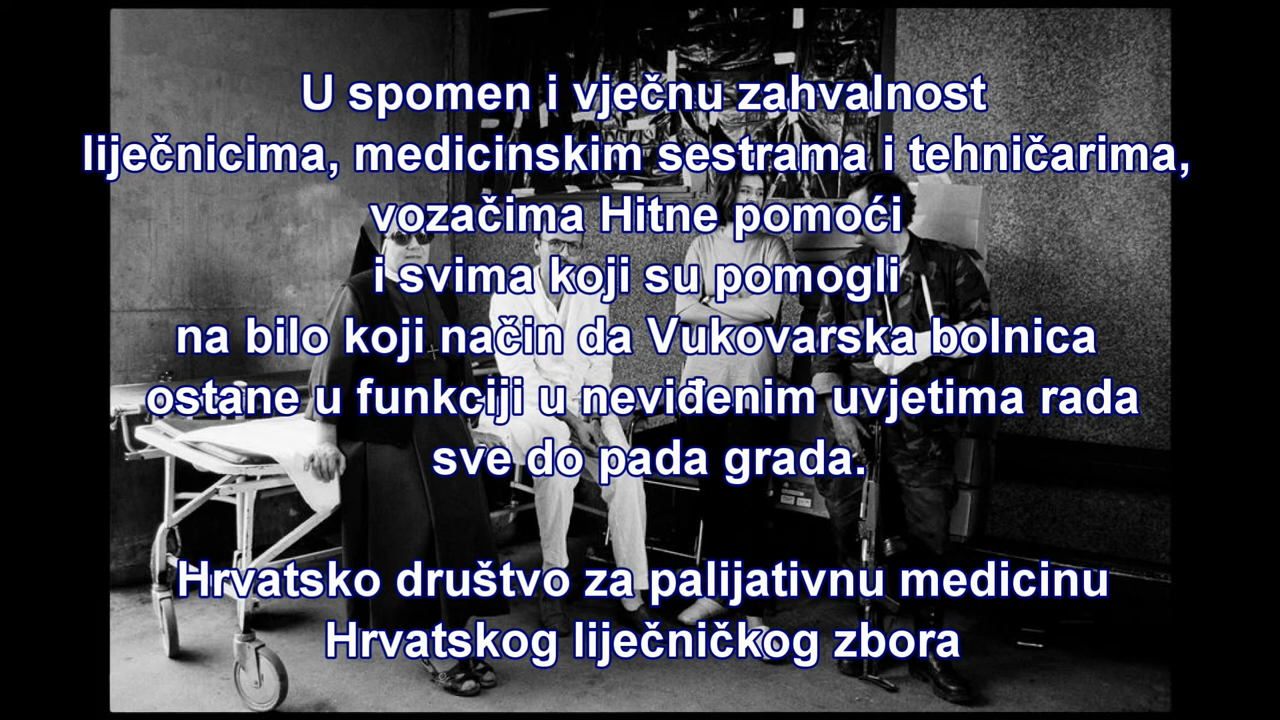 U spomen i vječnu zahvalnost
liječnicima, medicinskim sestrama i tehničarima,
vozačima Hitne pomoći
i svima koji su pomogli
na bilo koji način da Vukovarska bolnica
ostane u funkciji u neviđenim uvjetima rada
sve do pada grada.
Hrvatsko društvo za palijativnu medicinu
Hrvatskog liječničkog zbora